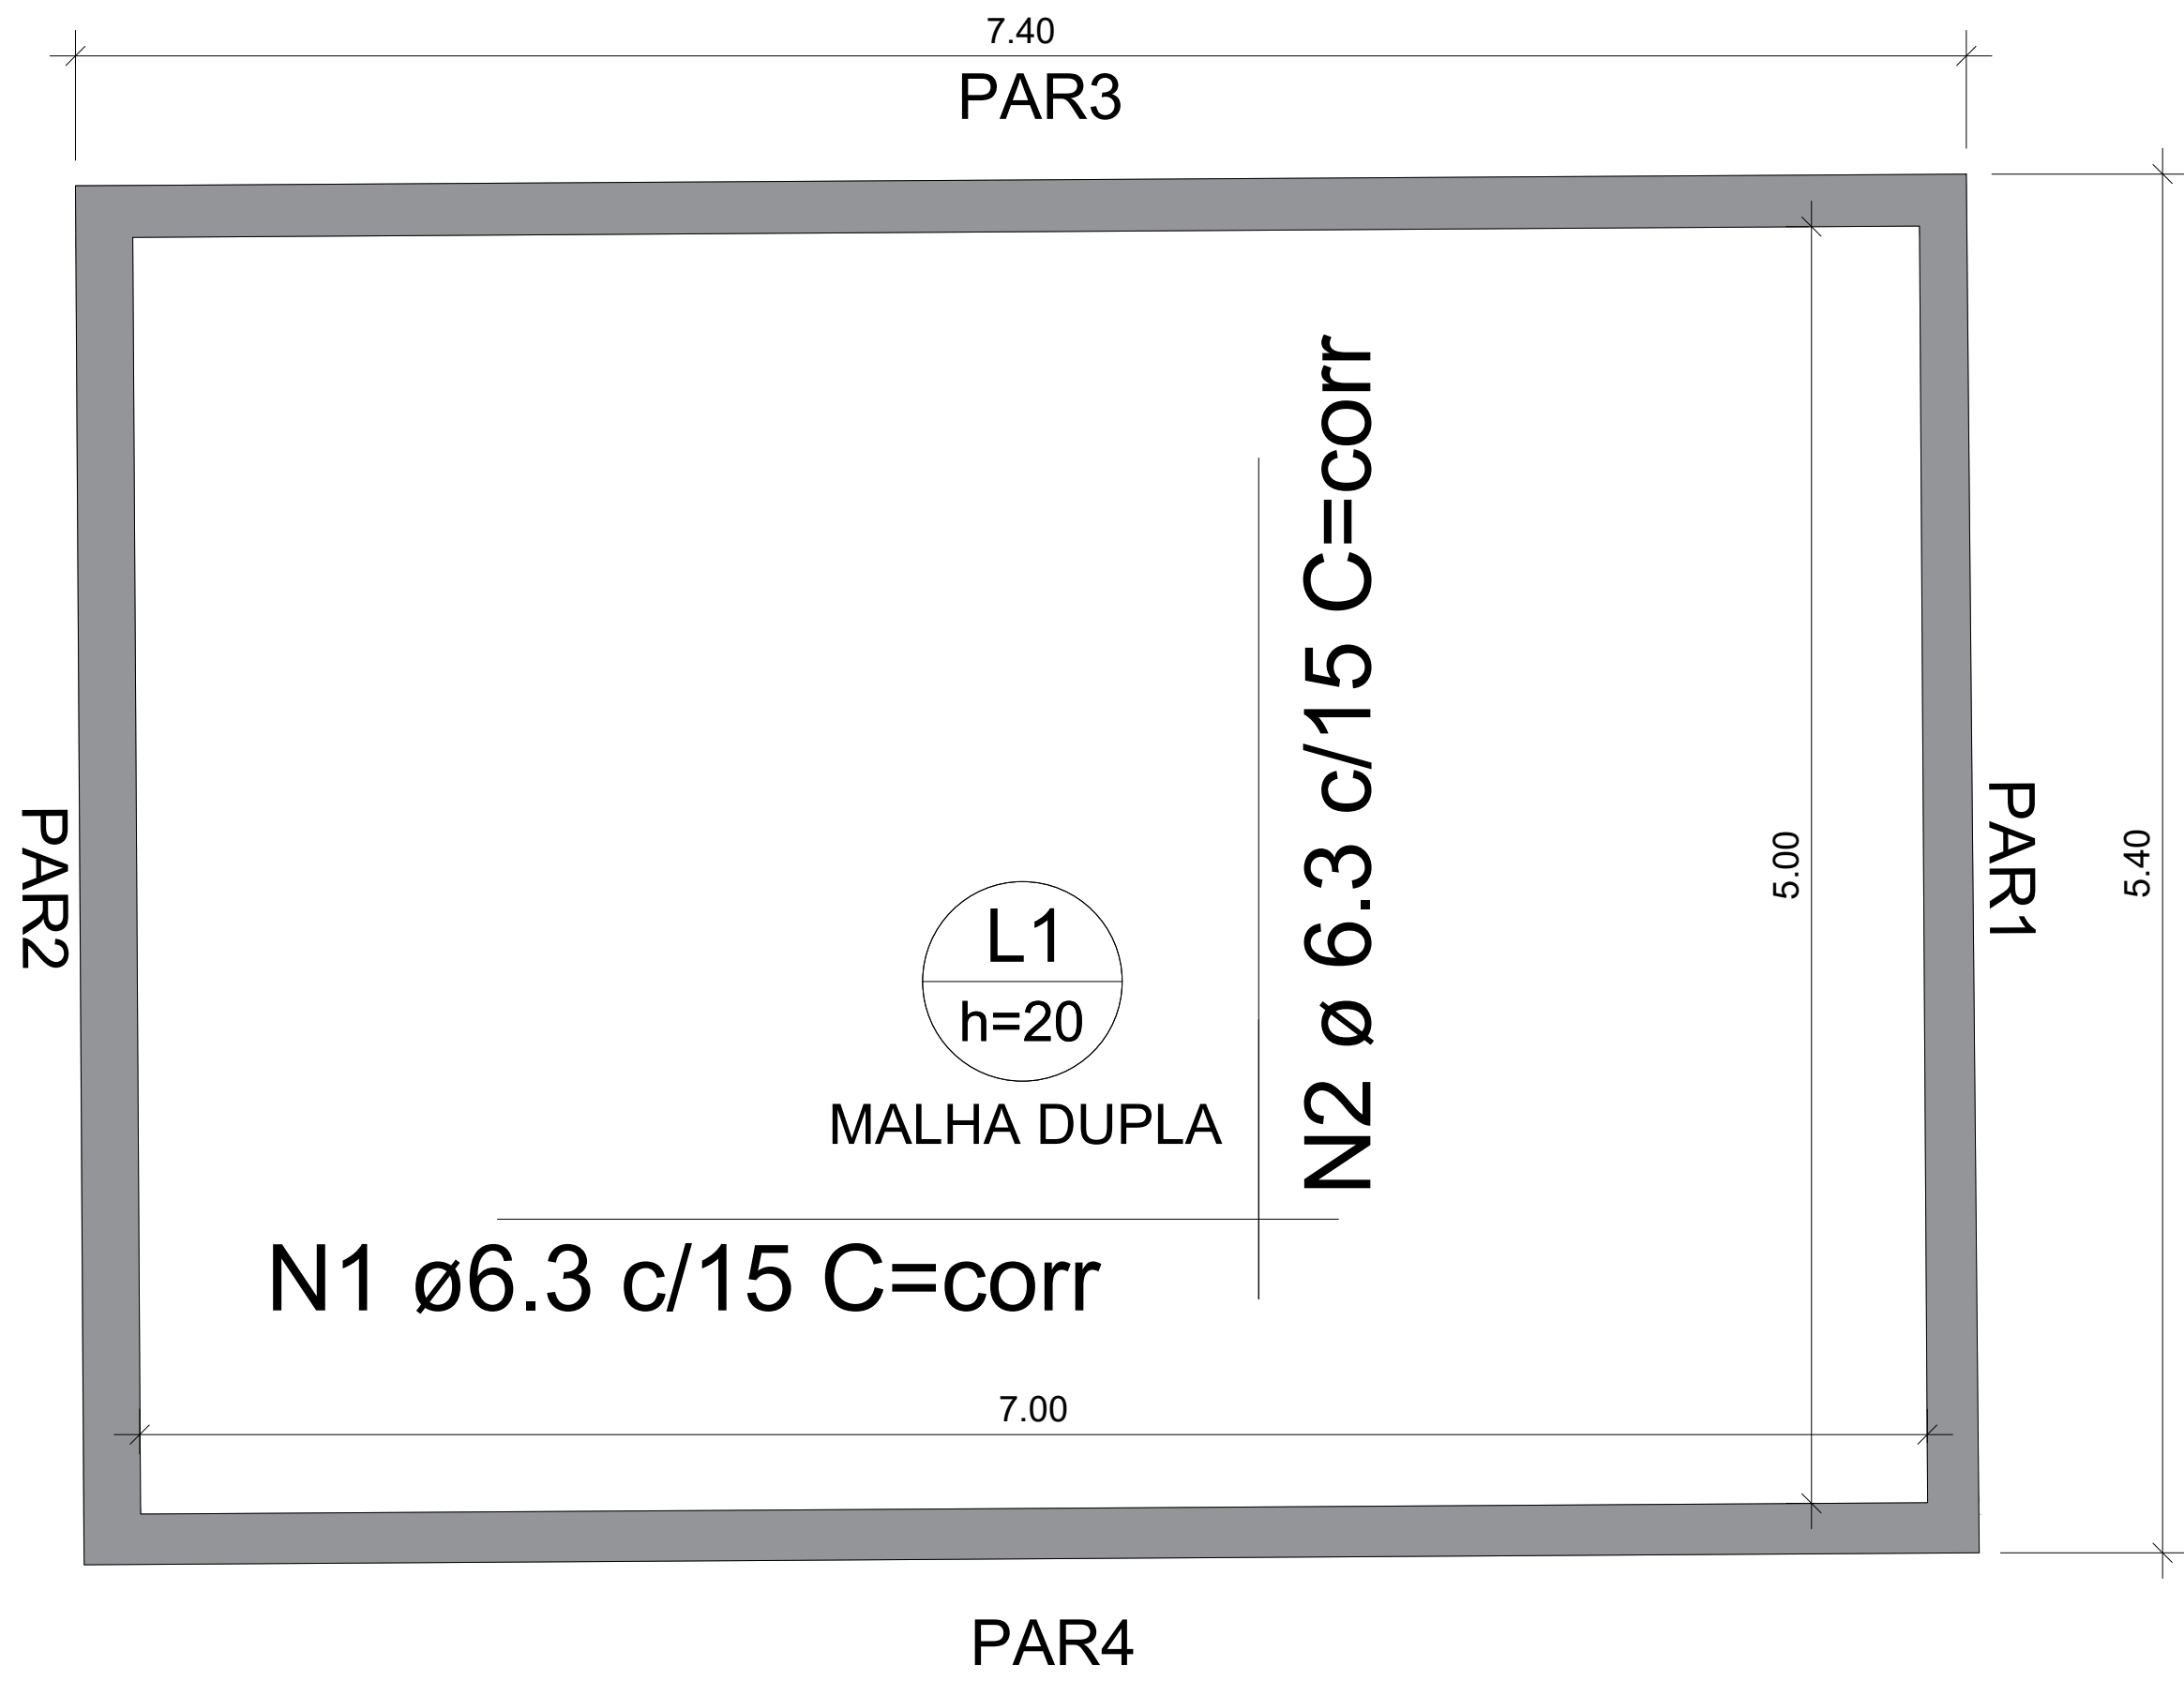 7.40
PAR3
N2 ø 6.3 c/15 C=corr
PAR2
L1
h=20
MALHA DUPLA
5.00
PAR1
5.40
N1 ø6.3 c/15 C=corr
7.00
PAR4